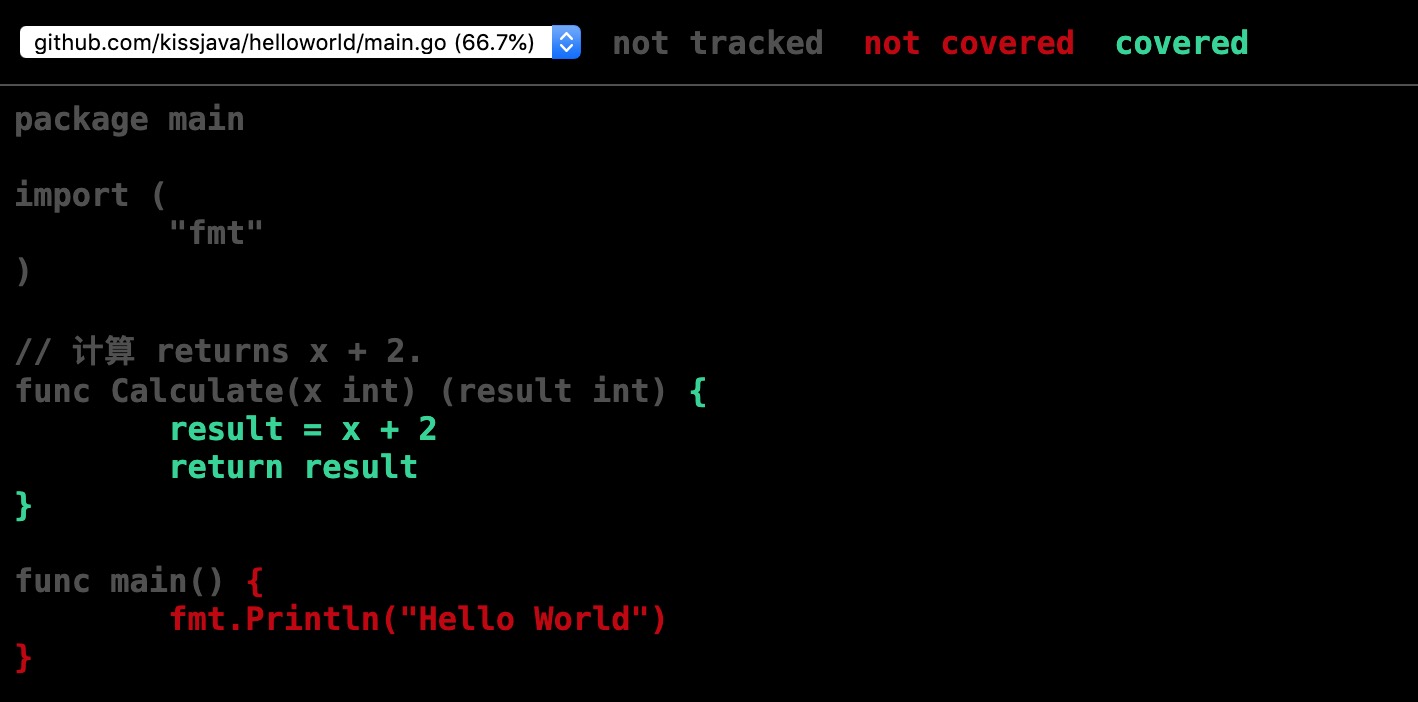 github.com/kissjava/helloworld/main.go (66.7%) not tracked not covered covered
package main
import (
"fmt"
)
// 计算 returns x + 2.
func Calculate(x int) (result int) {
result = x + 2
return result
}
func main() {
fmt.Println("Hello World")
}